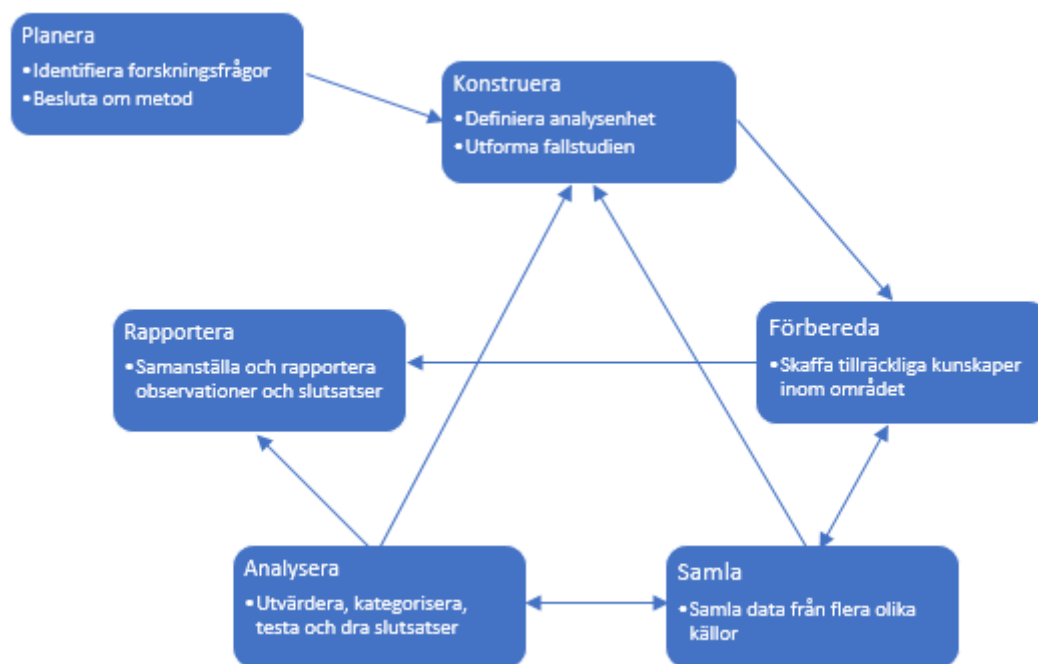 Planera
•Identifiera forskningsfrågor
•Besluta om metod
Konstruera
•Definiera analysenhet
•Utforma fallstudien
Rapportera
•Samanställa och rapportera
observationer och slutsatser
Förbereda
•Skaffa tillräckliga kunskaper
inom området
Analysera
•Utvärdera, kategorisera,
testa och dra slutsatser
Samla
•Samla data från flera olika
källor